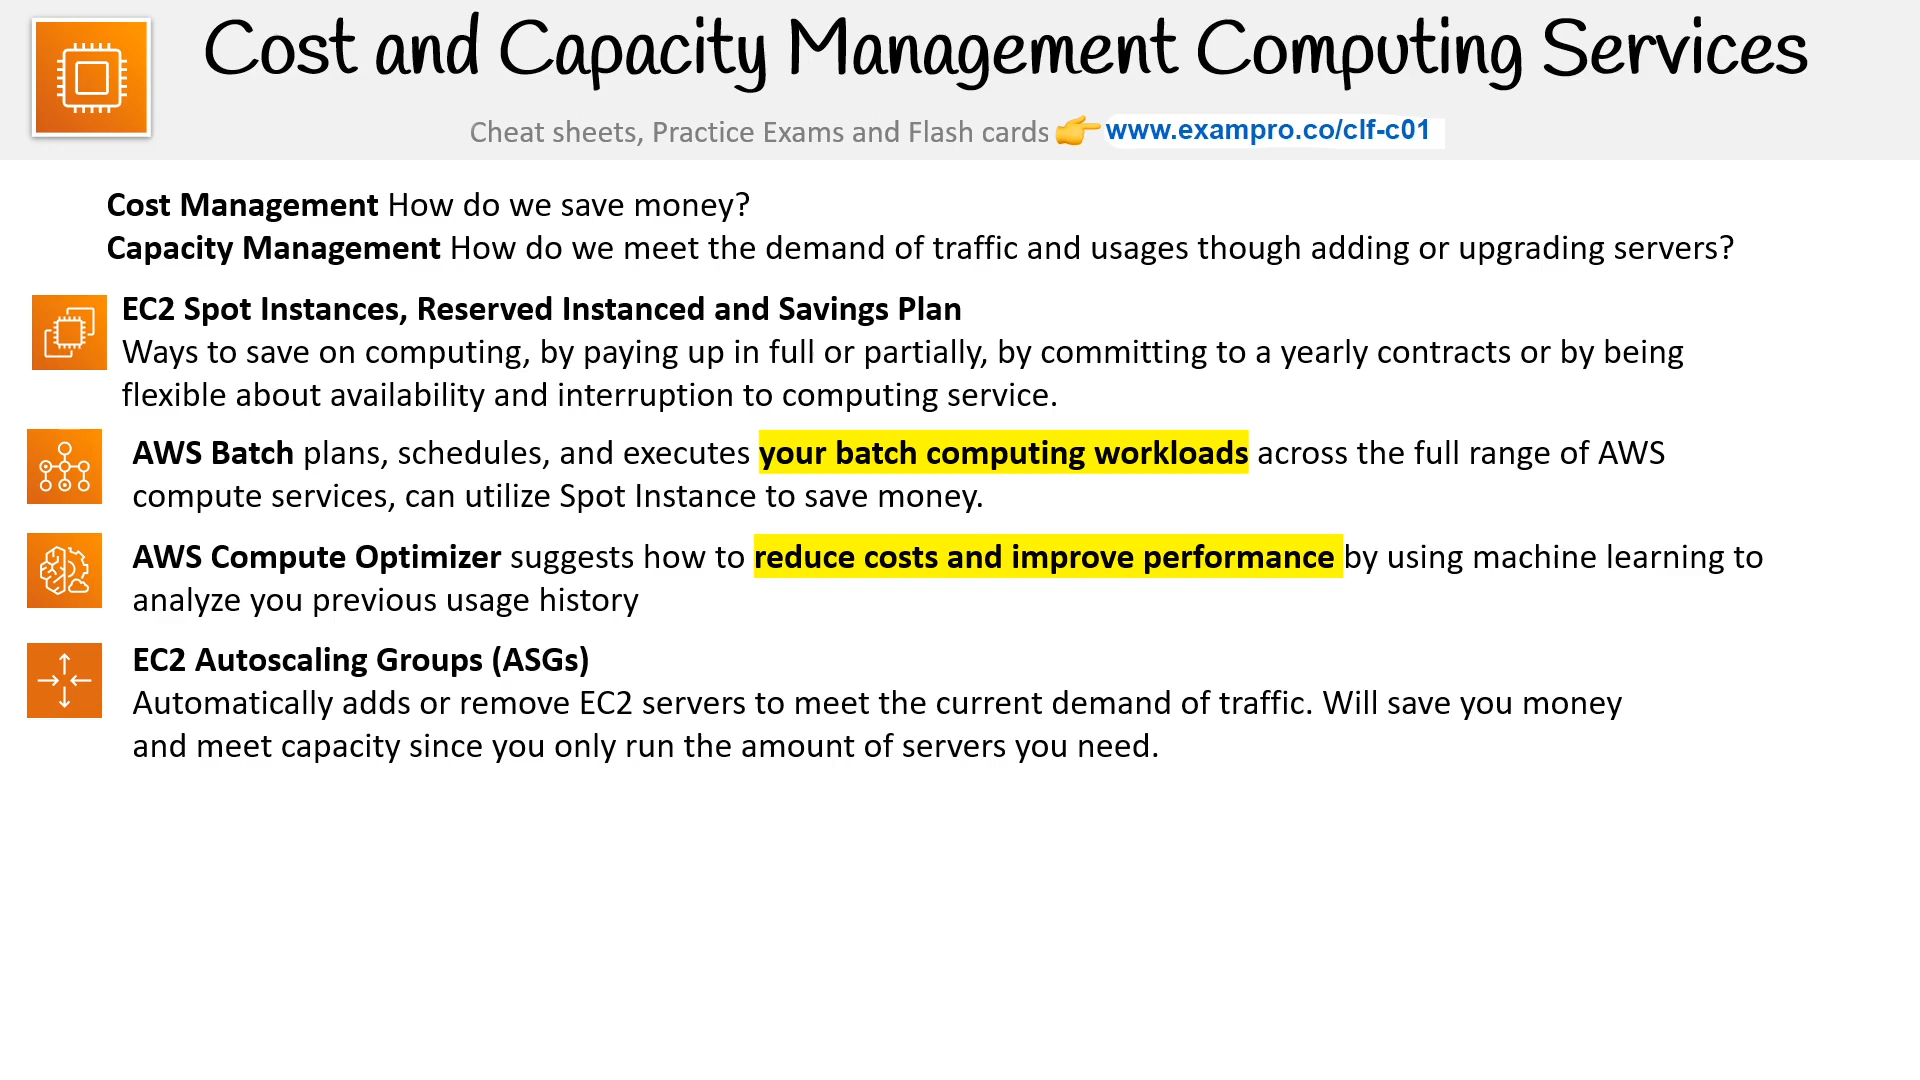 Cost and Capacity Management Computing Services
Cheat sheets, Practice Exams and Flash cards 👉 www.exampro.co/clf-c01
Cost Management How do we save money?
Capacity Management How do we meet the demand of traffic and usages though adding or upgrading servers?
EC2 Spot Instances, Reserved Instanced and Savings Plan
Ways to save on computing, by paying up in full or partially, by committing to a yearly contracts or by being
flexible about availability and interruption to computing service.
AWS Batch plans, schedules, and executes your batch computing workloads across the full range of AWS
compute services, can utilize Spot Instance to save money.
AWS Compute Optimizer suggests how to reduce costs and improve performance by using machine learning to
analyze you previous usage history
EC2 Autoscaling Groups (ASGs)
Automatically adds or remove EC2 servers to meet the current demand of traffic. Will save you money
and meet capacity since you only run the amount of servers you need.